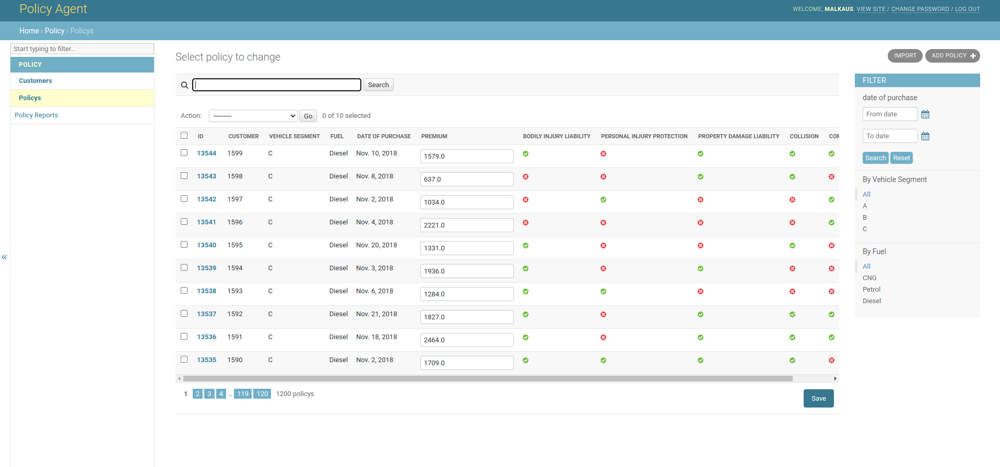 Policy Agent
WELCOME, MALKAUS. VIEW SITE / CHANGE PASSWORD / LOG OUT
Home › Policy › Policys
Start typing to filter...
POLICY
Customers
Policys
Policy Reports
«
Select policy to change
IMPORT
ADD POLICY
Search
Action: --------- Go 0 of 10 selected
ID CUSTOMER VEHICLE SEGMENT FUEL DATE OF PURCHASE PREMIUM BODILY INJURY LIABILITY PERSONAL INJURY PROTECTION PROPERTY DAMAGE LIABILITY COLLISION COM
13544 1599 C Diesel Nov. 10, 2018 1579.0
13543 1598 C Diesel Nov. 8, 2018 637.0
13542 1597 C Diesel Nov. 2, 2018 1034.0
13541 1596 C Diesel Nov. 4, 2018 2221.0
13540 1595 C Diesel Nov. 20, 2018 1331.0
13539 1594 C Diesel Nov. 3, 2018 1936.0
13538 1593 C Diesel Nov. 6, 2018 1284.0
13537 1592 C Diesel Nov. 21, 2018 1827.0
13536 1591 C Diesel Nov. 18, 2018 2464.0
13535 1590 C Diesel Nov. 2, 2018 1709.0
1 2 3 4 ... 119 120 1200 policys
Save
FILTER
date of purchase
From date
To date
Search Reset
By Vehicle Segment
All
A
B
C
By Fuel
All
CNG
Petrol
Diesel